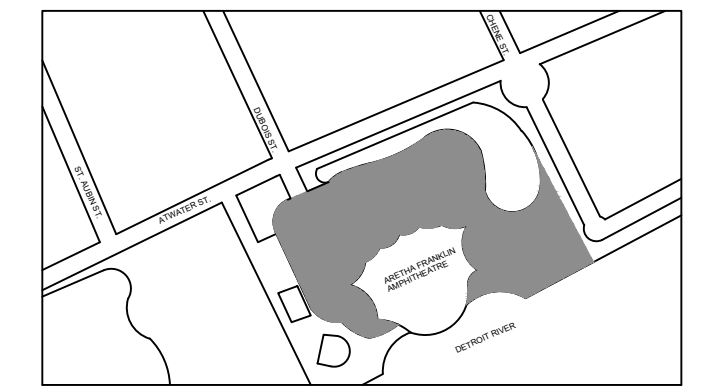 CHENE ST.
DUBOIS ST.
ST. AUBIN ST.
ATWATER ST.
ARETHA FRANKLIN
AMPHITHEATRE
DETROIT RIVER